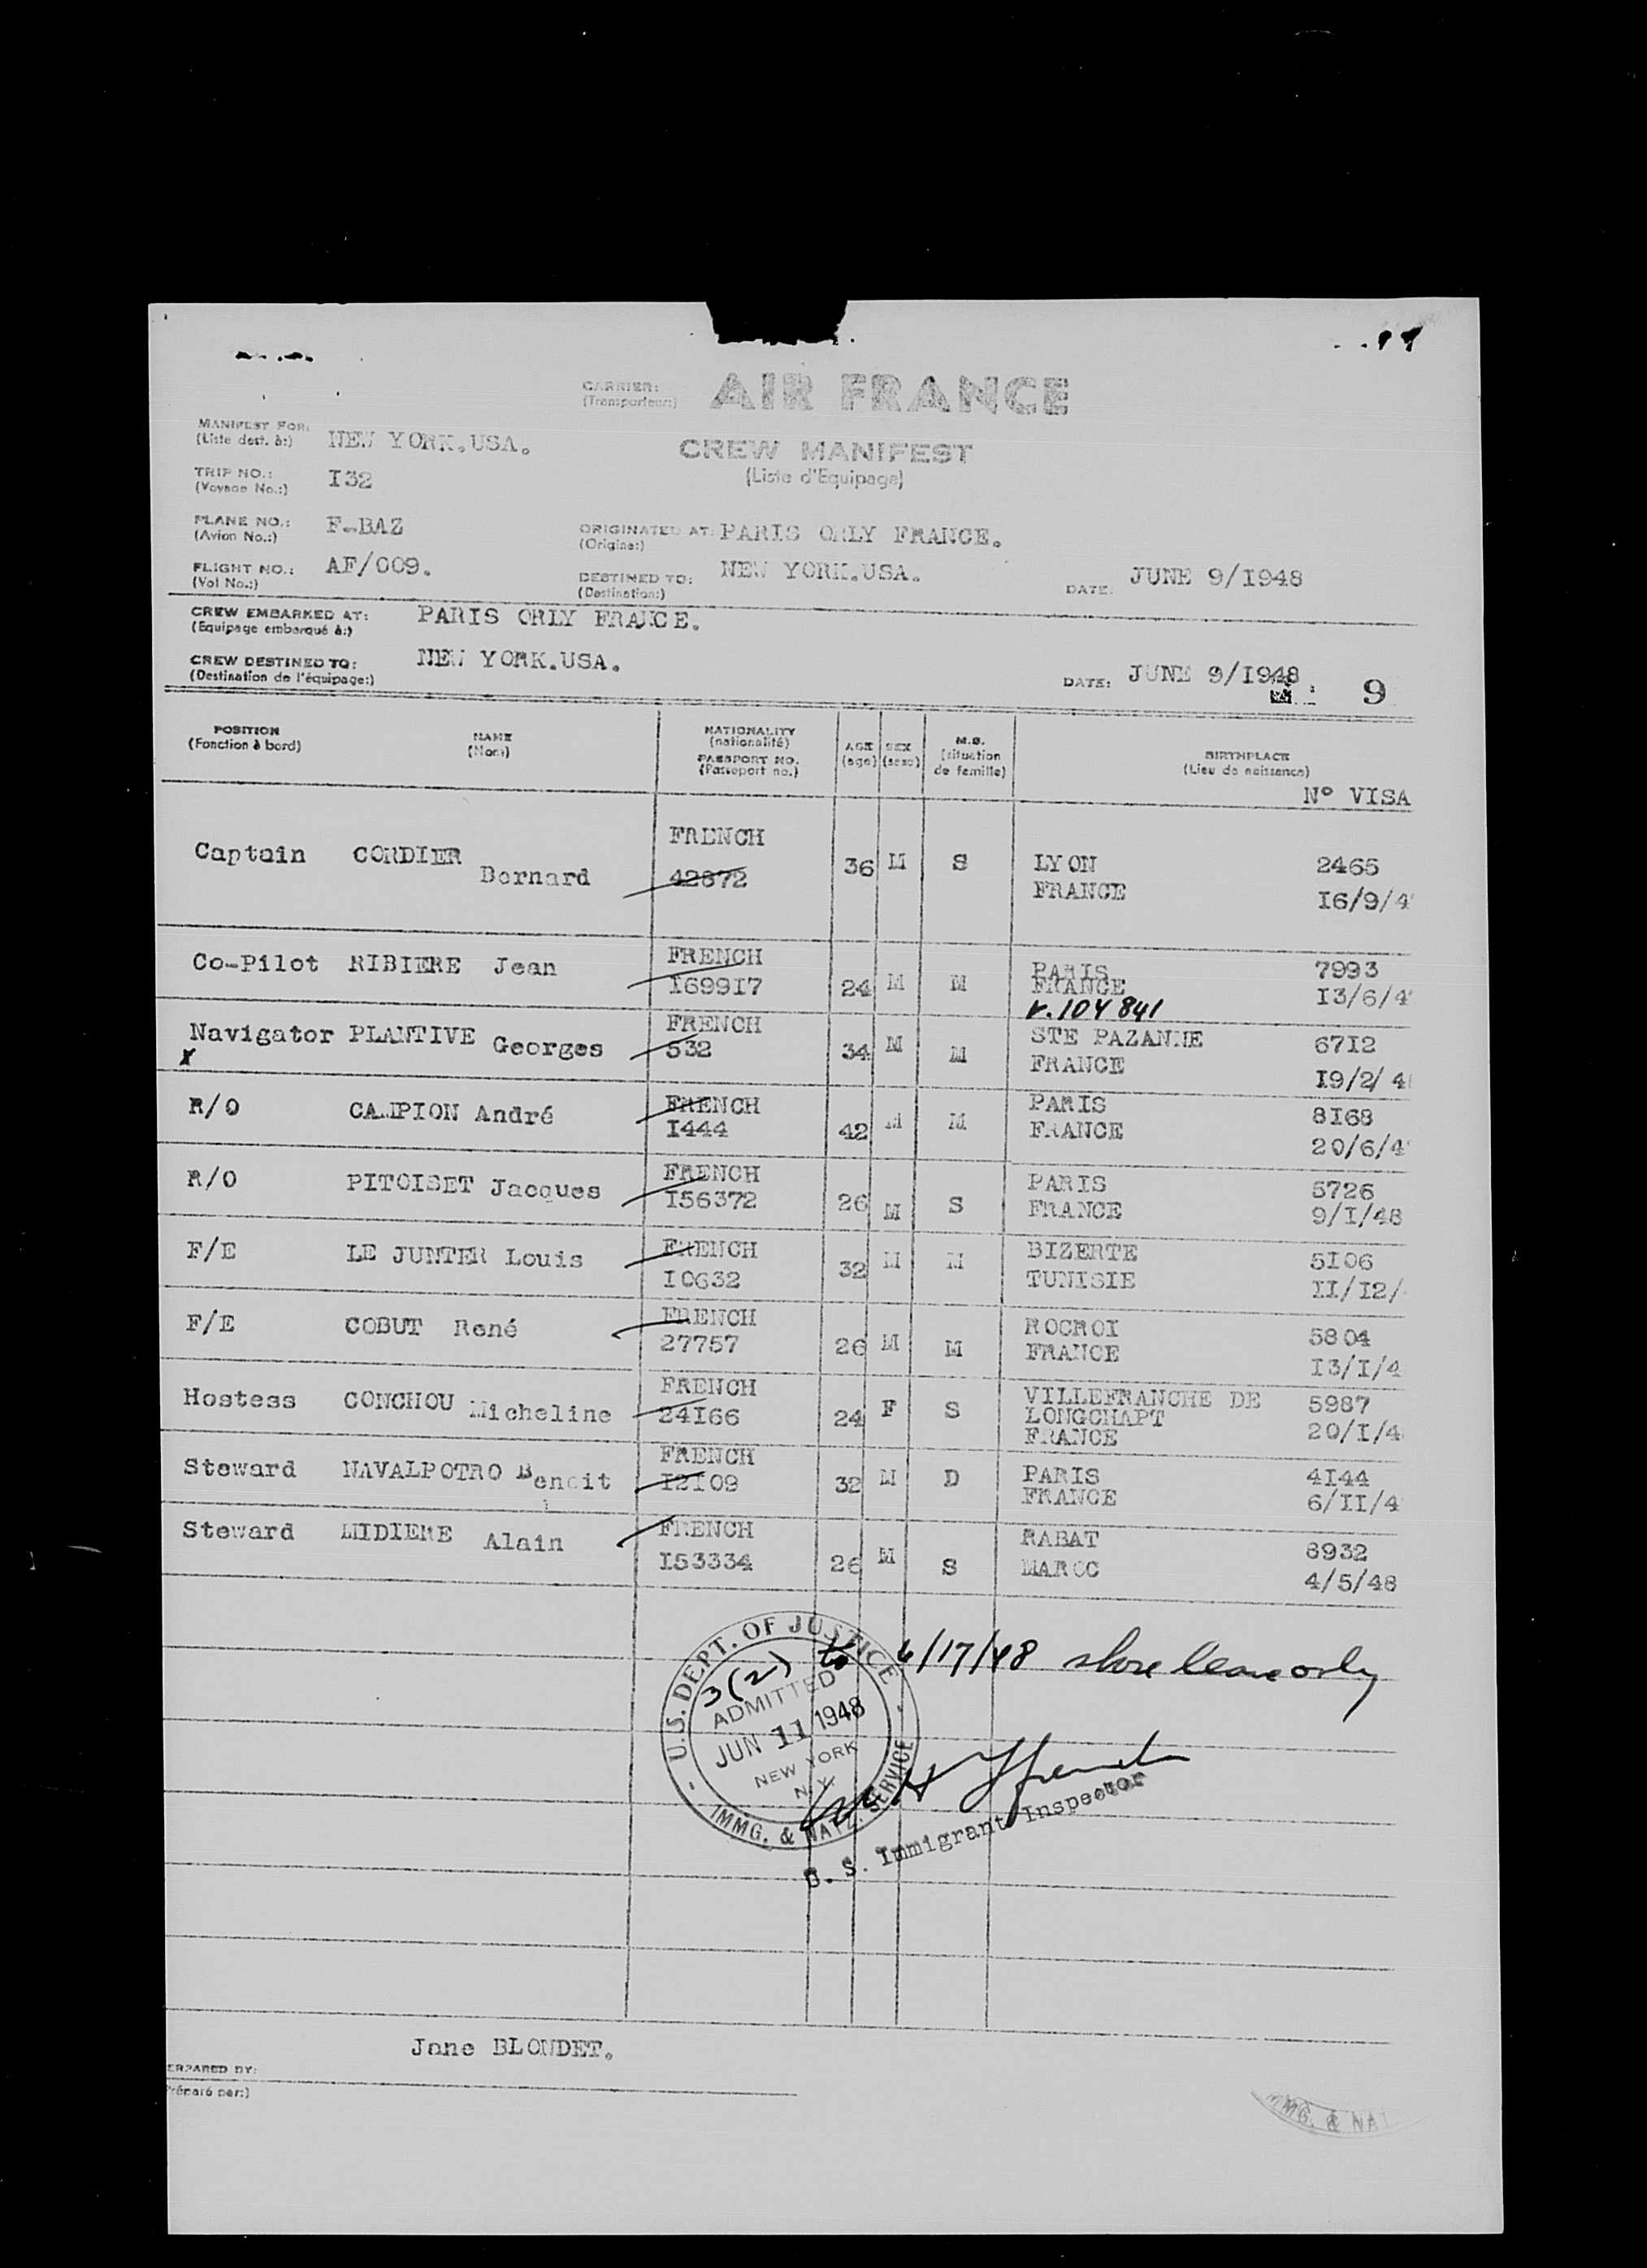 CARRIER: AIR FRANCE
(Transporteur:)
MANIFEST FOR: NEW YORK.USA.
(Liste dest. à:)
CREW MANIFEST
(Liste d'Equipage)
TRIP NO.: I32
(Voyage No.:)
PLANE NO.: F-BAZ
(Avion No.:)
ORIGINATED AT: PARIS ORLY FRANCE.
(Origine:)
FLIGHT NO.: AF/009.
(Vol No.:)
DESTINED TO: NEW YORK.USA.
(Destination:)
DATE: JUNE 9/I948
CREW EMBARKED AT: PARIS ORLY FRANCE.
(Equipage embarqué à:)
CREW DESTINED TO: NEW YORK.USA.
(Destination de l'équipage:)
DATE: JUNE 9/I948
9
POSITION NAME NATIONALITY AGE SEX M.S. BIRTHPLACE
(Fonction à bord) (Nom) (nationalité) (age) (sexe) (situation de famille) (Lieu de naissance)
PASSPORT NO.
(Passeport no.)
Nº VISA
Captain CORDIER Bernard FRENCH 36 M S LYON 2465
42872 FRANCE I6/9/4
Co-Pilot RIBIERE Jean FRENCH 24 M M PARIS 7993
I699I7 FRANCE I3/6/4
v.104841
Navigator PLANTIVE Georges FRENCH 34 M M STE PAZANNE 67I2
X 532 FRANCE I9/2/4
R/O CAMPION André FRENCH 42 M M PARIS 8I68
I444 FRANCE 20/6/4
R/O PITOISET Jacques FRENCH 26 M S PARIS 5726
I56372 FRANCE 9/I/48
F/E LE JUNTER Louis FRENCH 32 M M BIZERTE 5I06
I0632 TUNISIE II/I2/
F/E COBUT René FRENCH 26 M M ROCROI 5804
27757 FRANCE I3/I/4
Hostess CONCHOU Micheline FRENCH 24 F S VILLEFRANCHE DE 5987
24I66 LONGCHAPT
FRANCE 20/I/4
Steward NAVALPOTRO Benoit FRENCH 32 M D PARIS 4I44
I2I09 FRANCE 6/II/4
Steward MIDIERE Alain FRENCH 26 M S RABAT 8932
I53334 MAROC 4/5/48
U.S. DEPT. OF JUSTICE
3(2) to 6/17/48 shore leave only
ADMITTED
JUN 11 1948
NEW YORK
N.Y.
IMMG. & NATZ. SERVICE
U. S. Immigrant Inspector
Jane BLONDET.
ERPARED BY:
réparé par:)
MMG. & NAT